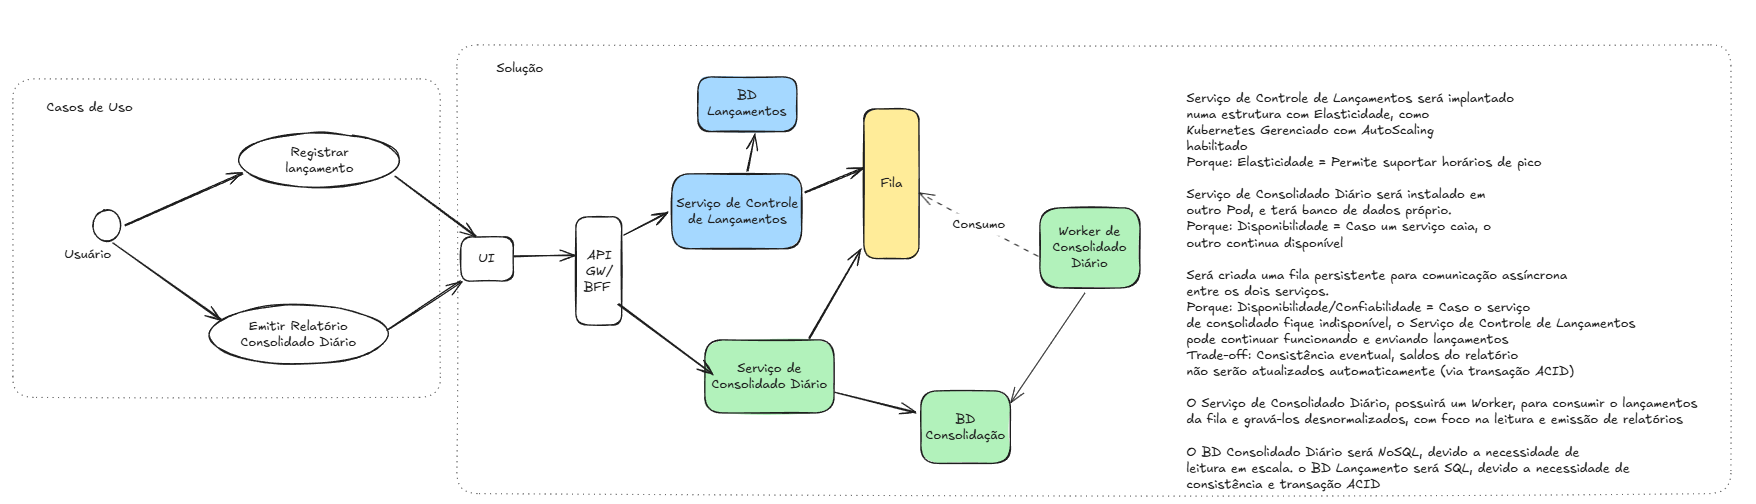 Casos de Uso
Registrar
lançamento
Usuário
Emitir Relatório
Consolidado Diário
Solução
UI
API
GW/
BFF
BD
Lançamentos
Serviço de Controle
de Lançamentos
Fila
Consumo
Worker de
Consolidado
Diário
Serviço de
Consolidado Diário
BD
Consolidação
Serviço de Controle de Lançamentos será implantado
numa estrutura com Elasticidade, como
Kubernetes Gerenciado com AutoScaling
habilitado
Porque: Elasticidade = Permite suportar horários de pico
Serviço de Consolidado Diário será instalado em
outro Pod, e terá banco de dados próprio.
Porque: Disponibilidade = Caso um serviço caia, o
outro continua disponível
Será criada uma fila persistente para comunicação assíncrona
entre os dois serviços.
Porque: Disponibilidade/Confiabilidade = Caso o serviço
de consolidado fique indisponível, o Serviço de Controle de Lançamentos
pode continuar funcionando e enviando lançamentos
Trade-off: Consistência eventual, saldos do relatório
não serão atualizados automaticamente (via transação ACID)
O Serviço de Consolidado Diário, possuirá um Worker, para consumir o lançamentos
da fila e gravá-los desnormalizados, com foco na leitura e emissão de relatórios
O BD Consolidado Diário será NoSQL, devido a necessidade de
leitura em escala. o BD Lançamento será SQL, devido a necessidade de
consistência e transação ACID